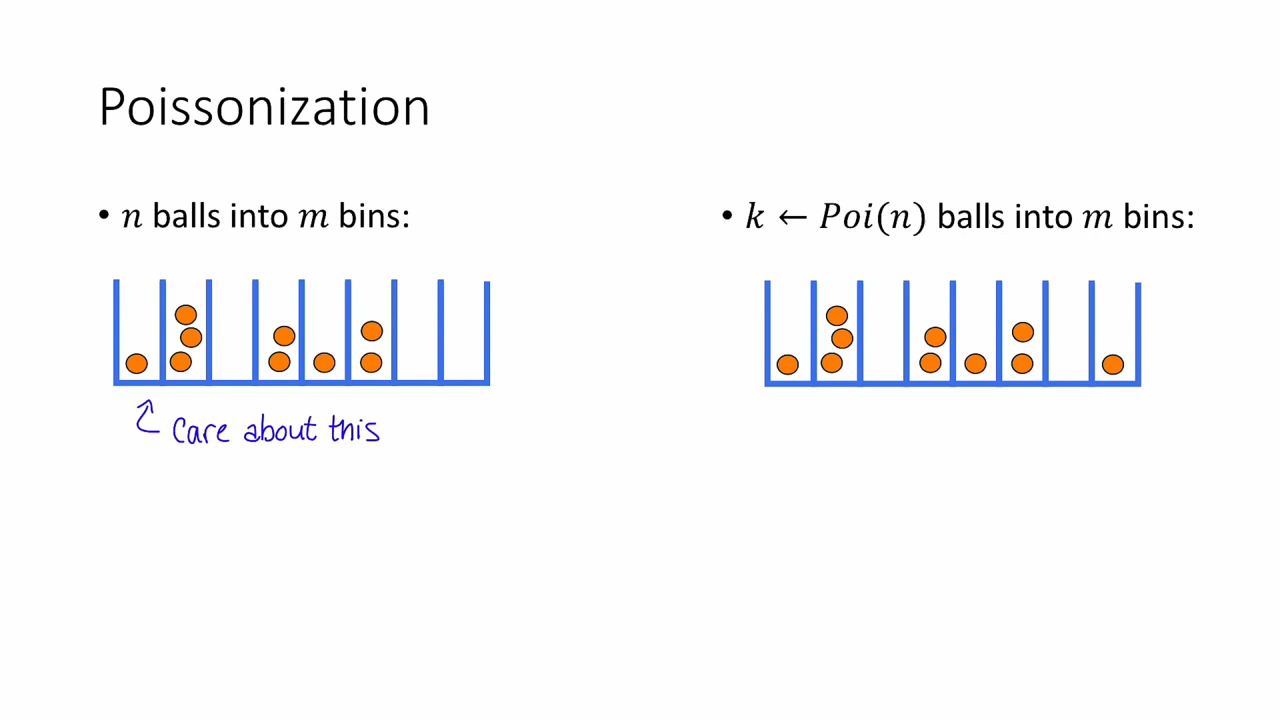 Poissonization
• n balls into m bins:
• k ← Poi(n) balls into m bins:
Care about this